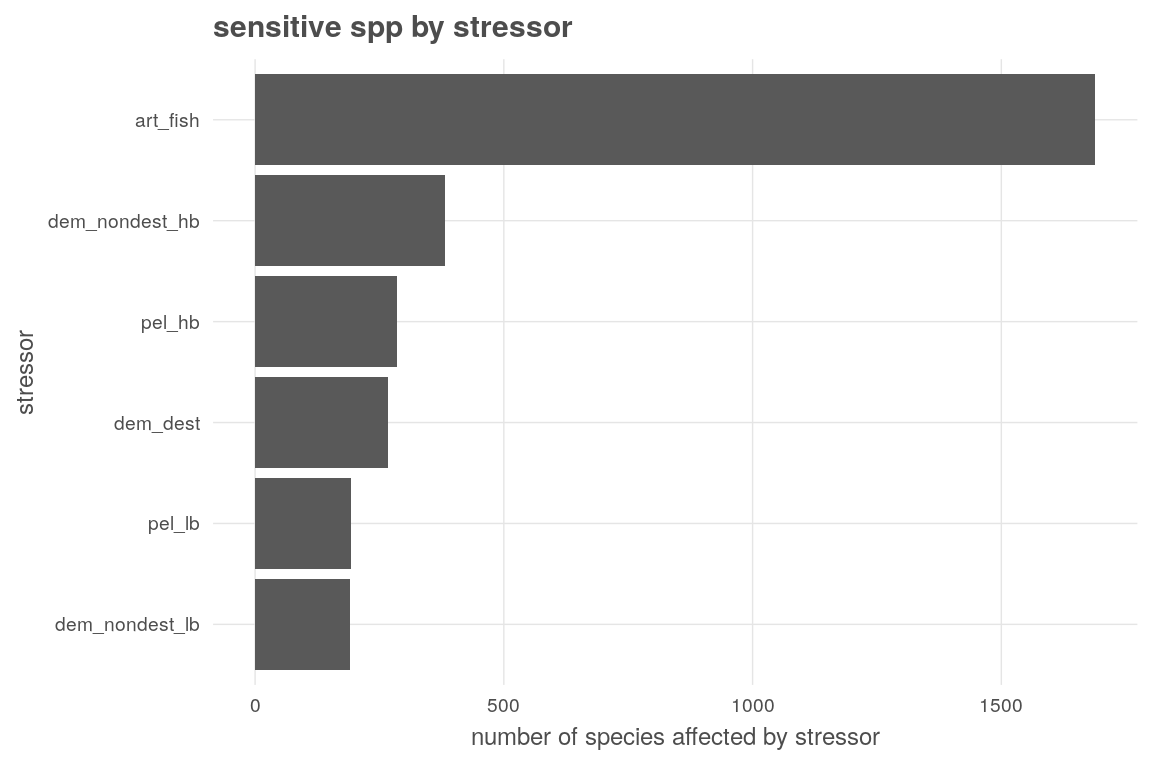 sensitive spp by stressor
art_fish
dem_nondest_hb
pel_hb
dem_dest
pel_lb
dem_nondest_lb
stressor
0 500 1000 1500
number of species affected by stressor